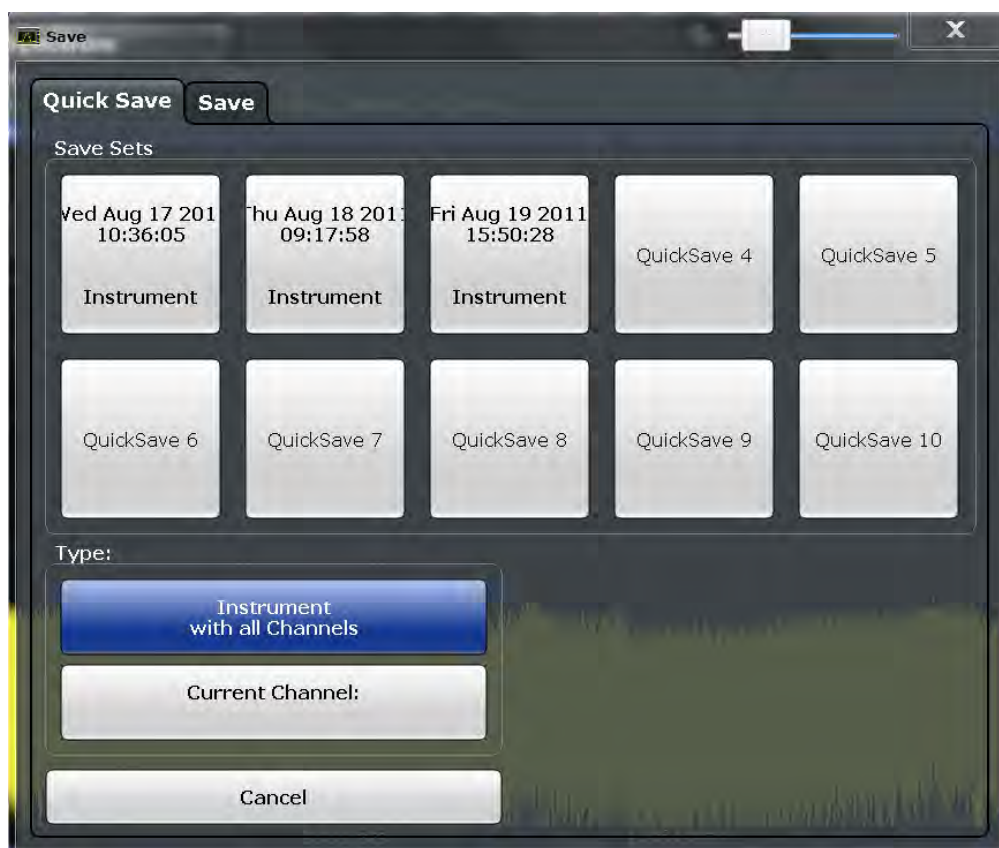 Save
Quick Save Save
Save Sets
Wed Aug 17 201
10:36:05
Instrument
Thu Aug 18 201
09:17:58
Instrument
Fri Aug 19 2011
15:50:28
Instrument
QuickSave 4
QuickSave 5
QuickSave 6
QuickSave 7
QuickSave 8
QuickSave 9
QuickSave 10
Type:
Instrument
with all Channels
Current Channel:
Cancel